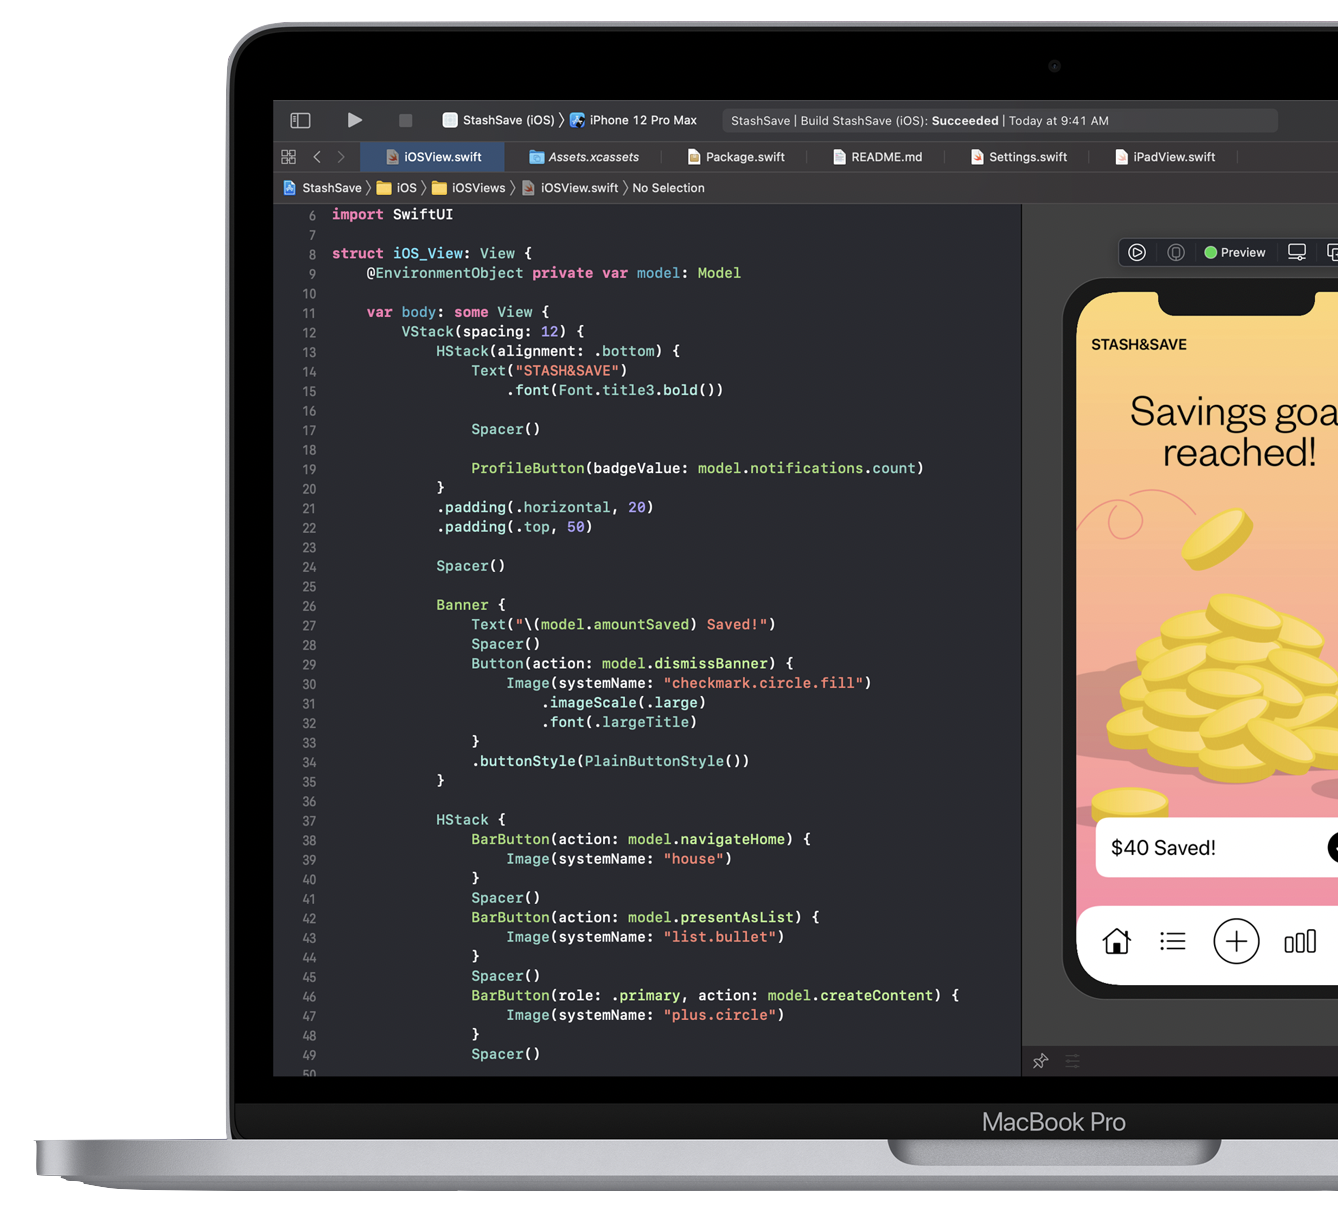 StashSave (iOS) 〉 iPhone 12 Pro Max
StashSave | Build StashSave (iOS): Succeeded | Today at 9:41 AM
iOSView.swift
Assets.xcassets
Package.swift
README.md
Settings.swift
iPadView.swift
StashSave 〉 iOS 〉 iOSViews 〉 iOSView.swift 〉 No Selection
6 import SwiftUI
7
8 struct iOS_View: View {
9     @EnvironmentObject private var model: Model
10
11     var body: some View {
12         VStack(spacing: 12) {
13             HStack(alignment: .bottom) {
14                 Text("STASH&SAVE")
15                     .font(Font.title3.bold())
16
17                 Spacer()
18
19                 ProfileButton(badgeValue: model.notifications.count)
20             }
21             .padding(.horizontal, 20)
22             .padding(.top, 50)
23
24             Spacer()
25
26             Banner {
27                 Text("\(model.amountSaved) Saved!")
28                 Spacer()
29                 Button(action: model.dismissBanner) {
30                     Image(systemName: "checkmark.circle.fill")
31                         .imageScale(.large)
32                         .font(.largeTitle)
33                 }
34                 .buttonStyle(PlainButtonStyle())
35             }
36
37             HStack {
38                 BarButton(action: model.navigateHome) {
39                     Image(systemName: "house")
40                 }
41                 Spacer()
42                 BarButton(action: model.presentAsList) {
43                     Image(systemName: "list.bullet")
44                 }
45                 Spacer()
46                 BarButton(role: .primary, action: model.createContent) {
47                     Image(systemName: "plus.circle")
48                 }
49                 Spacer()
50
Preview
STASH&SAVE
Savings goa
reached!
$40 Saved!
MacBook Pro